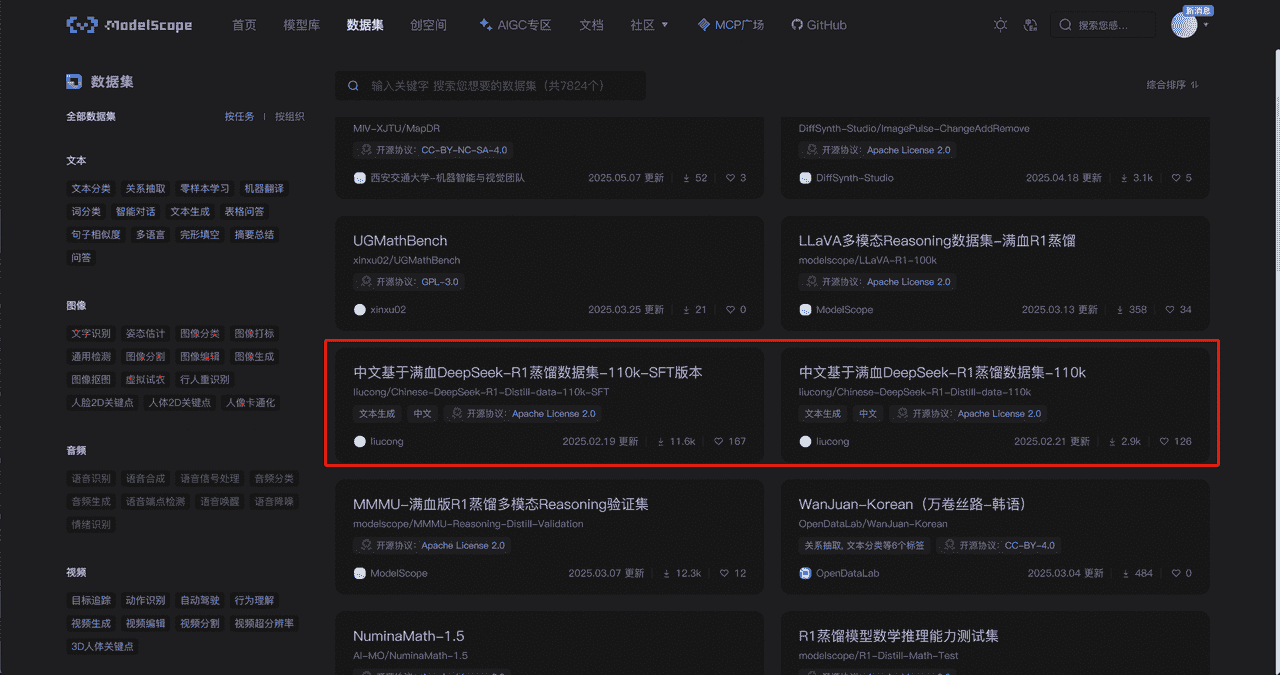 ModelScope 首页 模型库 数据集 创空间 AIGC专区 文档 社区 MCP广场 GitHub 搜索您感... 新消息
数据集
输入关键字 搜索您想要的数据集（共7824个）
综合排序
全部数据集 按任务 | 按组织
文本
文本分类 关系抽取 零样本学习 机器翻译
词分类 智能对话 文本生成 表格问答
句子相似度 多语言 完形填空 摘要总结
问答
图像
文字识别 姿态估计 图像分类 图像打标
通用检测 图像分割 图像编辑 图像生成
图像抠图 虚拟试衣 行人重识别
人脸2D关键点 人体2D关键点 人像卡通化
音频
语音识别 语音合成 语音信号处理 音频分类
音频生成 语音端点检测 语音唤醒 语音降噪
情绪识别
视频
目标追踪 动作识别 自动驾驶 行为理解
视频生成 视频编辑 视频分割 视频超分辨率
3D人体关键点
MIV-XJTU/MapDR
开源协议：CC-BY-NC-SA-4.0
西安交通大学-机器智能与视觉团队 2025.05.07 更新 52 3
DiffSynth-Studio/ImagePulse-ChangeAddRemove
开源协议：Apache License 2.0
DiffSynth-Studio 2025.04.18 更新 3.1k 5
UGMathBench
xinxu02/UGMathBench
开源协议：GPL-3.0
xinxu02 2025.03.25 更新 21 0
LLaVA多模态Reasoning数据集-满血R1蒸馏
modelscope/LLaVA-R1-100k
开源协议：Apache License 2.0
ModelScope 2025.03.13 更新 358 34
中文基于满血DeepSeek-R1蒸馏数据集-110k-SFT版本
liucong/Chinese-DeepSeek-R1-Distill-data-110k-SFT
文本生成 中文 开源协议：Apache License 2.0
liucong 2025.02.19 更新 11.6k 167
中文基于满血DeepSeek-R1蒸馏数据集-110k
liucong/Chinese-DeepSeek-R1-Distill-data-110k
文本生成 中文 开源协议：Apache License 2.0
liucong 2025.02.21 更新 2.9k 126
MMMU-满血版R1蒸馏多模态Reasoning验证集
modelscope/MMMU-Reasoning-Distill-Validation
开源协议：Apache License 2.0
ModelScope 2025.03.07 更新 12.3k 12
WanJuan-Korean（万卷丝路-韩语）
OpenDataLab/WanJuan-Korean
关系抽取, 文本分类等6个标签 开源协议：CC-BY-4.0
OpenDataLab 2025.03.04 更新 484 0
NuminaMath-1.5
AI-MO/NuminaMath-1.5
R1蒸馏模型数学推理能力测试集
modelscope/R1-Distill-Math-Test